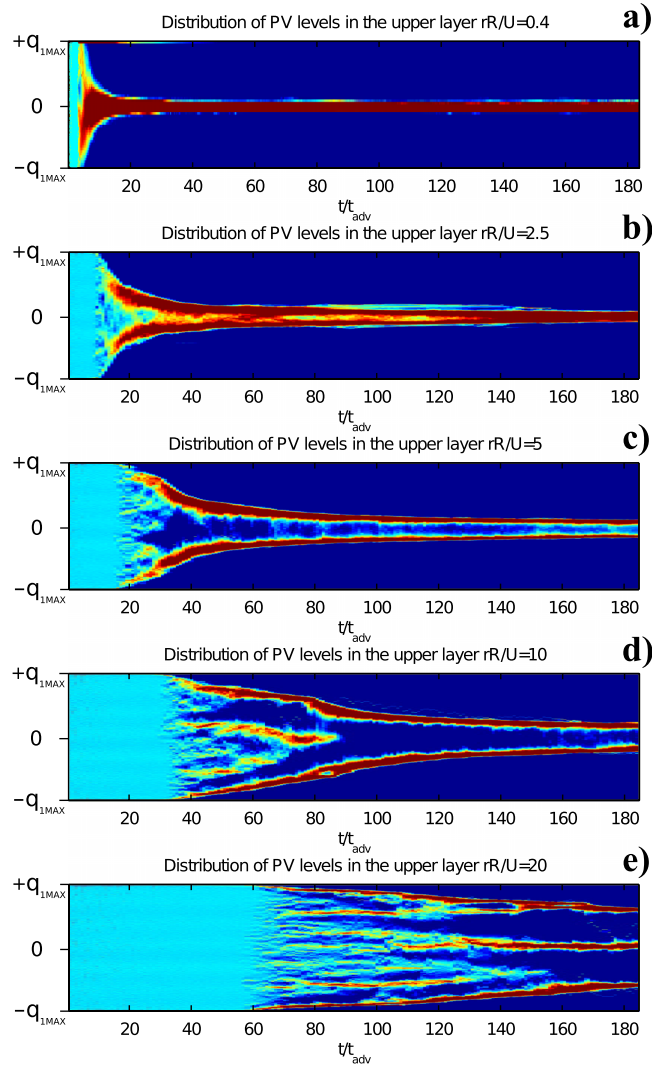 a)
Distribution of PV levels in the upper layer rR/U=0.4
+q1MAX
0
−q1MAX
20 40 60 80 100 120 140 160 180
t/tadv
b)
Distribution of PV levels in the upper layer rR/U=2.5
+q1MAX
0
−q1MAX
20 40 60 80 100 120 140 160 180
t/tadv
c)
Distribution of PV levels in the upper layer rR/U=5
+q1MAX
0
−q1MAX
20 40 60 80 100 120 140 160 180
t/tadv
d)
Distribution of PV levels in the upper layer rR/U=10
+q1MAX
0
−q1MAX
20 40 60 80 100 120 140 160 180
t/tadv
e)
Distribution of PV levels in the upper layer rR/U=20
+q1MAX
0
−q1MAX
20 40 60 80 100 120 140 160 180
t/tadv